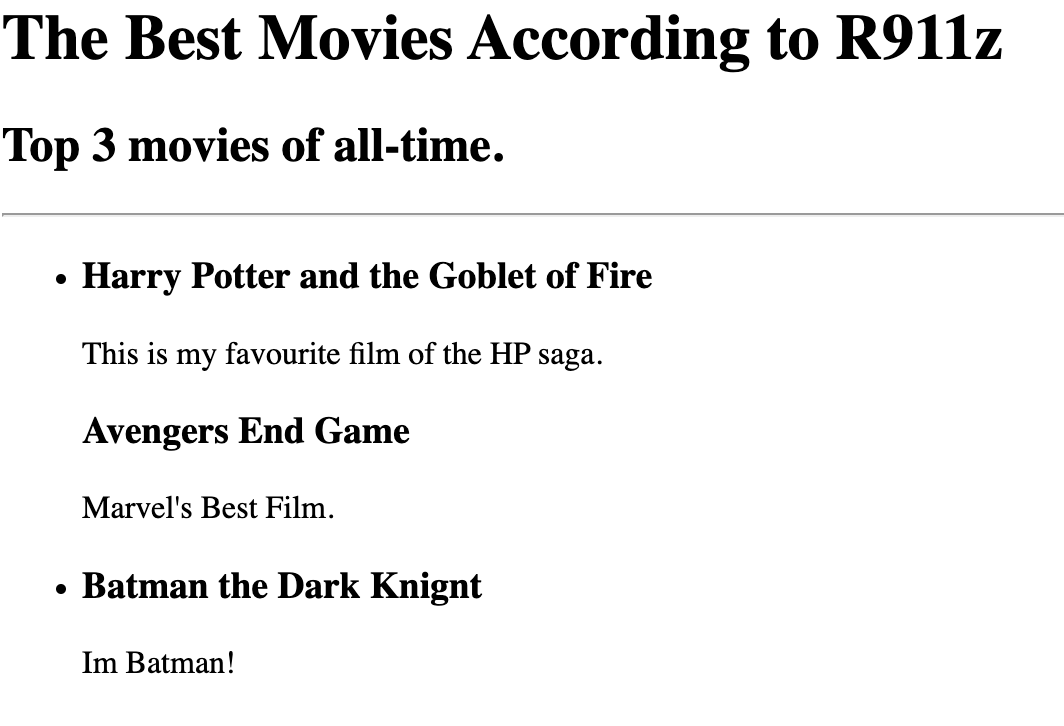 The Best Movies According to R911z
Top 3 movies of all-time.
• Harry Potter and the Goblet of Fire
This is my favourite film of the HP saga.
Avengers End Game
Marvel's Best Film.
• Batman the Dark Knignt
Im Batman!